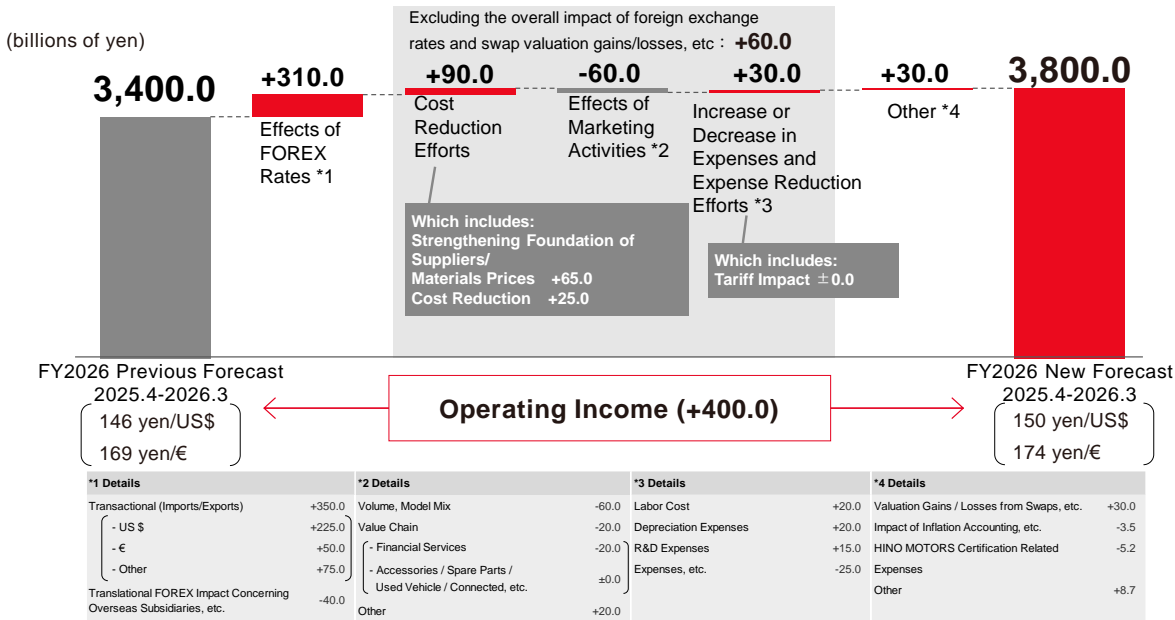 Excluding the overall impact of foreign exchange
rates and swap valuation gains/losses, etc : +60.0
(billions of yen)
3,400.0
+310.0
+90.0
-60.0
+30.0
+30.0
3,800.0
Effects of
FOREX
Rates *1
Cost
Reduction
Efforts
Effects of
Marketing
Activities *2
Increase or
Decrease in
Expenses and
Expense Reduction
Efforts *3
Other *4
Which includes:
Strengthening Foundation of
Suppliers/
Materials Prices +65.0
Cost Reduction +25.0
Which includes:
Tariff Impact ±0.0
FY2026 Previous Forecast
2025.4-2026.3
146 yen/US$
169 yen/€
Operating Income (+400.0)
FY2026 New Forecast
2025.4-2026.3
150 yen/US$
174 yen/€
*1 Details
Transactional (Imports/Exports) +350.0
- US $ +225.0
- € +50.0
- Other +75.0
Translational FOREX Impact Concerning
Overseas Subsidiaries, etc. -40.0
*2 Details
Volume, Model Mix -60.0
Value Chain -20.0
- Financial Services -20.0
- Accessories / Spare Parts /
Used Vehicle / Connected, etc. ±0.0
Other +20.0
*3 Details
Labor Cost +20.0
Depreciation Expenses +20.0
R&D Expenses +15.0
Expenses, etc. -25.0
*4 Details
Valuation Gains / Losses from Swaps, etc. +30.0
Impact of Inflation Accounting, etc. -3.5
HINO MOTORS Certification Related -5.2
Expenses
Other +8.7